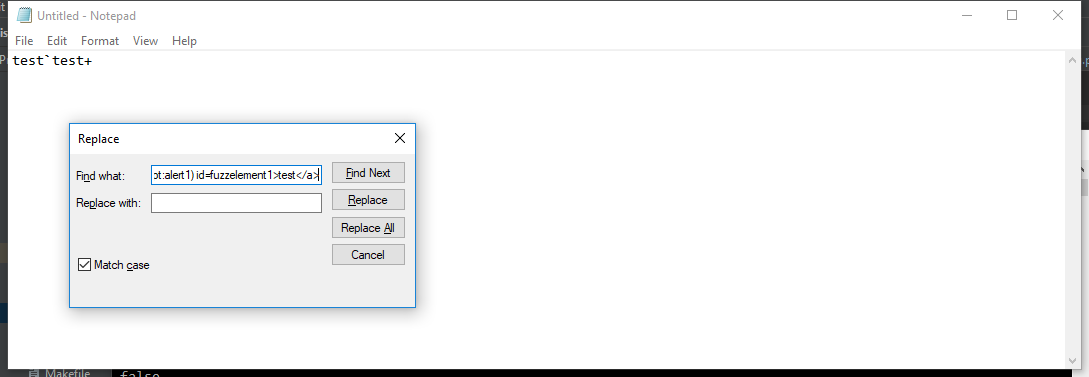 Untitled - Notepad
File Edit Format View Help
test`test+
Replace
Find what: pt:alert1) id=fuzzelement1>test</a> Find Next
Replace with: Replace
Replace All
Cancel
Match case
Makefile false